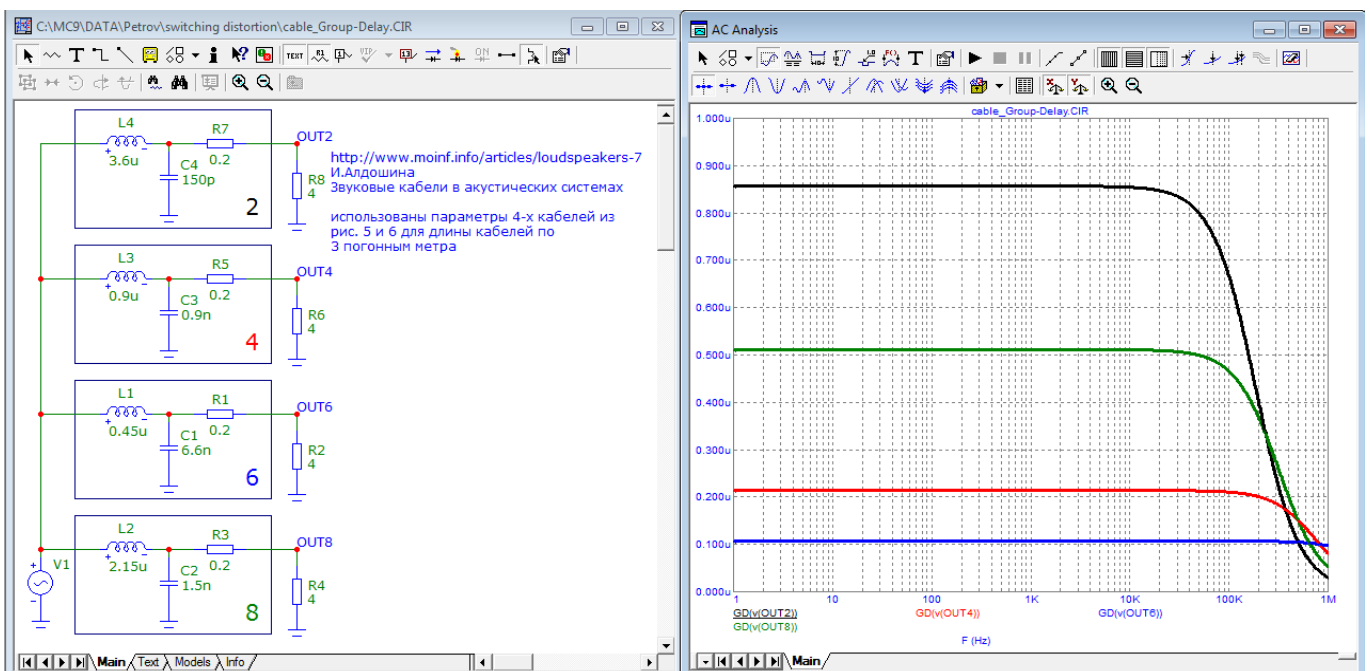 C:\MC9\DATA\Petrov\switching distortion\cable_Group-Delay.CIR
TEXT
L4
3.6u
R7
0.2
C4
150p
OUT2
R8
4
2
http://www.moinf.info/articles/loudspeakers-7
И.Алдошина
Звуковые кабели в акустических системах
использованы параметры 4-х кабелей из
рис. 5 и 6 для длины кабелей по
3 погонным метра
L3
0.9u
R5
0.2
C3
0.9n
OUT4
R6
4
4
L1
0.45u
R1
0.2
C1
6.6n
OUT6
R2
4
6
L2
2.15u
R3
0.2
C2
1.5n
OUT8
R4
4
8
V1
Main
Text
Models
Info
AC Analysis
cable_Group-Delay.CIR
1.000u
0.900u
0.800u
0.700u
0.600u
0.500u
0.400u
0.300u
0.200u
0.100u
0.000u
1
10
100
1K
10K
100K
1M
GD(v(OUT2))
GD(v(OUT4))
GD(v(OUT6))
GD(v(OUT8))
F (Hz)
Main